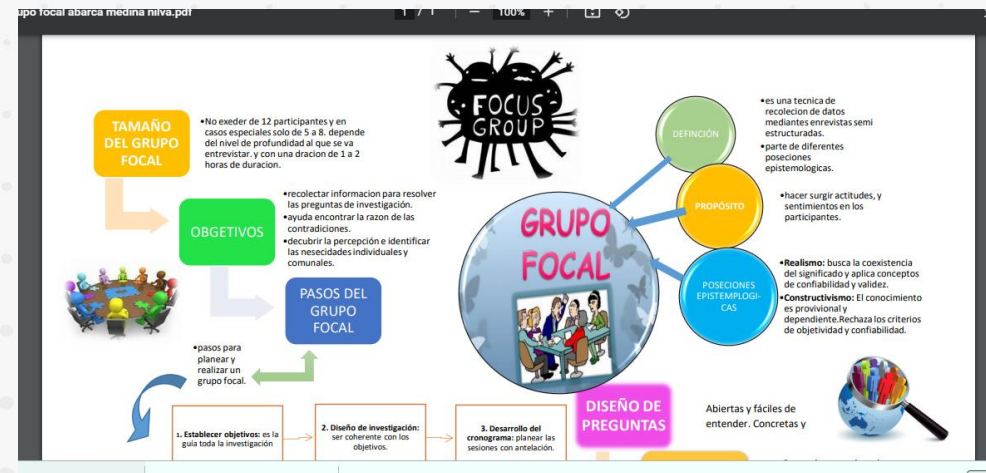 upo focal abarca medina nilva.pdf
1 / 1
100%
FOCUS
GROUP
TAMAÑO
DEL GRUPO
FOCAL
•No exeder de 12 participantes y en
casos especiales solo de 5 a 8. depende
del nivel de profundidad al que se va
entrevistar. y con una dracion de 1 a 2
horas de duracion.
OBGETIVOS
•recolectar informacion para resolver
las preguntas de investigación.
•ayuda encontrar la razon de las
contradiciones.
•decubrir la percepción e identificar
las nesecidades individuales y
comunales.
PASOS DEL
GRUPO
FOCAL
•pasos para
planear y
realizar un
grupo focal.
1. Establecer objetivos: es la
guía toda la investigación
2. Diseño de investigación:
ser coherente con los
objetivos.
3. Desarrollo del
cronograma: planear las
sesiones con antelación.
GRUPO
FOCAL
DEFINCIÓN
•es una tecnica de
recolecion de datos
mediantes enrevistas semi
estructuradas.
•parte de diferentes
poseciones
epistemologicas.
PROPÓSITO
•hacer surgir actitudes, y
sentimientos en los
participantes.
POSECIONES
EPISTEMPLOGI-
CAS
•Realismo: busca la coexistencia
del significado y aplica conceptos
de confiabilidad y validez.
•Constructivismo: El conocimiento
es provivional y
dependiente.Rechaza los criterios
de objetividad y confiabilidad.
DISEÑO DE
PREGUNTAS
Abiertas y fáciles de
entender. Concretas y